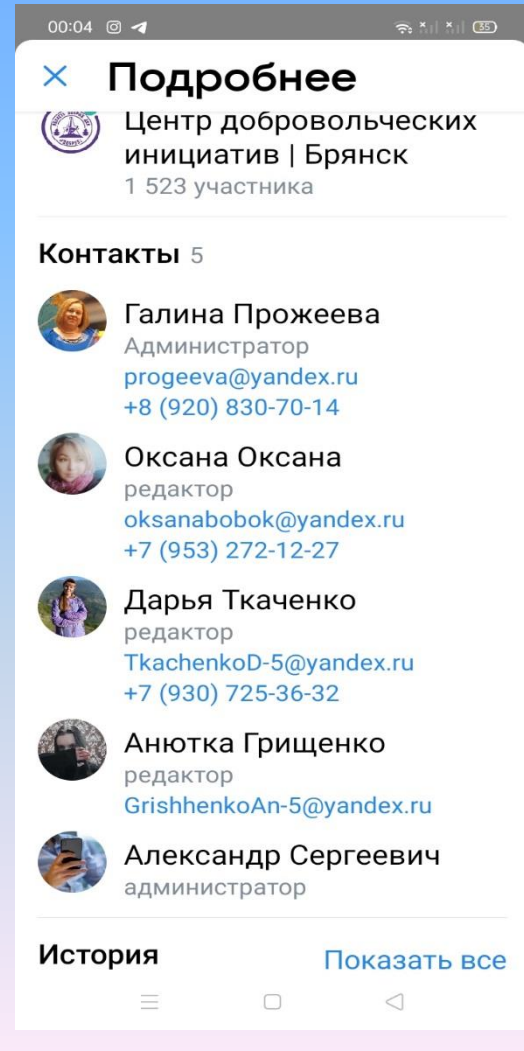 00:04
35
Подробнее
Центр добровольческих
инициатив | Брянск
1 523 участника
Контакты 5
Галина Прожеева
Администратор
progeeva@yandex.ru
+8 (920) 830-70-14
Оксана Оксана
редактор
oksanabobok@yandex.ru
+7 (953) 272-12-27
Дарья Ткаченко
редактор
TkachenkoD-5@yandex.ru
+7 (930) 725-36-32
Анютка Грищенко
редактор
GrishhenkoAn-5@yandex.ru
Александр Сергеевич
администратор
История
Показать все